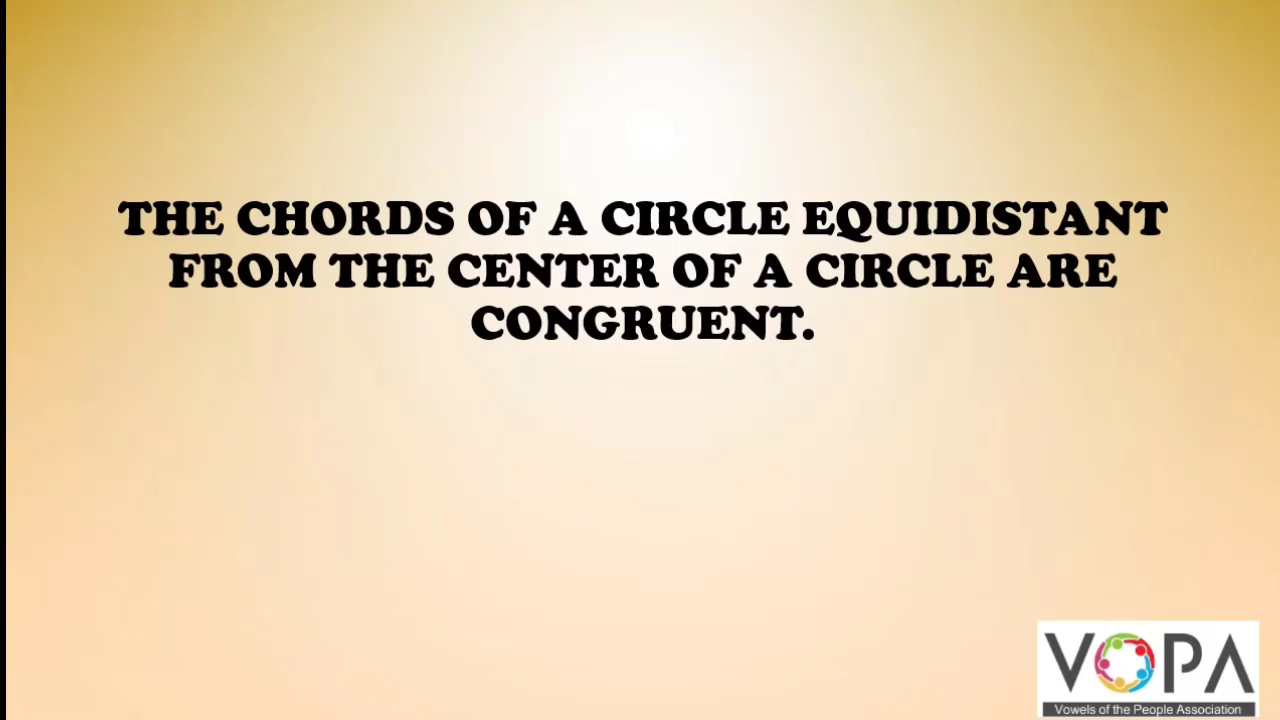 THE CHORDS OF A CIRCLE EQUIDISTANT
FROM THE CENTER OF A CIRCLE ARE
CONGRUENT.
VOPA
Vowels of the People Association